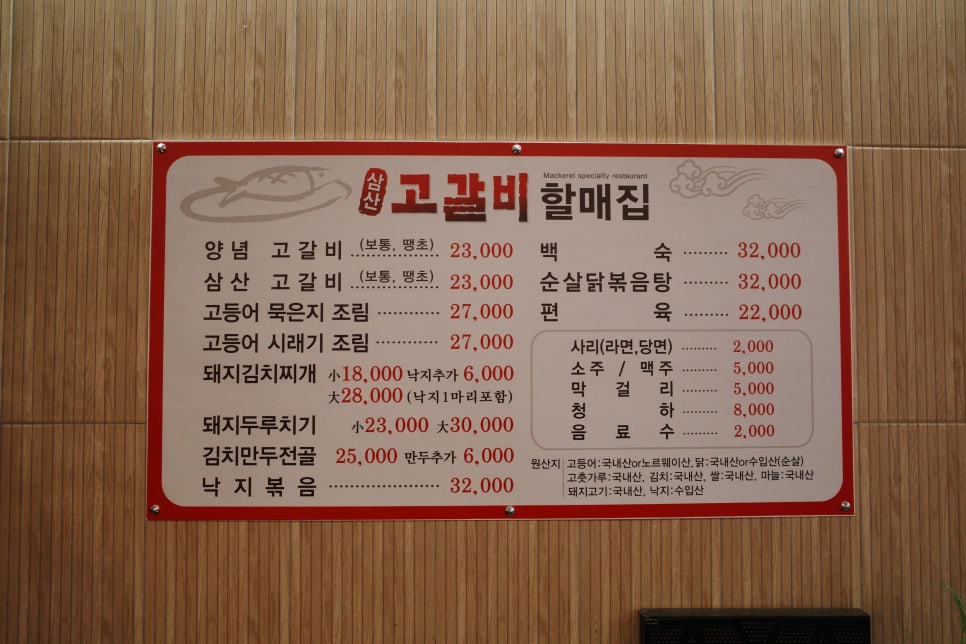 Mackerel specialty restaurant
삼산 고갈비 할매집
양념 고갈비 (보통, 땡초) 23,000
삼산 고갈비 (보통, 땡초) 23,000
고등어 묵은지 조림 27,000
고등어 시래기 조림 27,000
돼지김치찌개 小18,000 낙지추가 6,000
大28,000 (낙지1마리포함)
돼지두루치기 小23,000 大30,000
김치만두전골 25,000 만두추가 6,000
낙지볶음 32,000
백숙 32,000
순살닭볶음탕 32,000
편육 22,000
사리(라면,당면) 2,000
소주 / 맥주 5,000
막걸리 5,000
청하 8,000
음료수 2,000
원산지 고등어:국내산or노르웨이산, 닭:국내산or수입산(순살)
고춧가루:국내산, 김치:국내산, 쌀:국내산, 마늘:국내산
돼지고기:국내산, 낙지:수입산